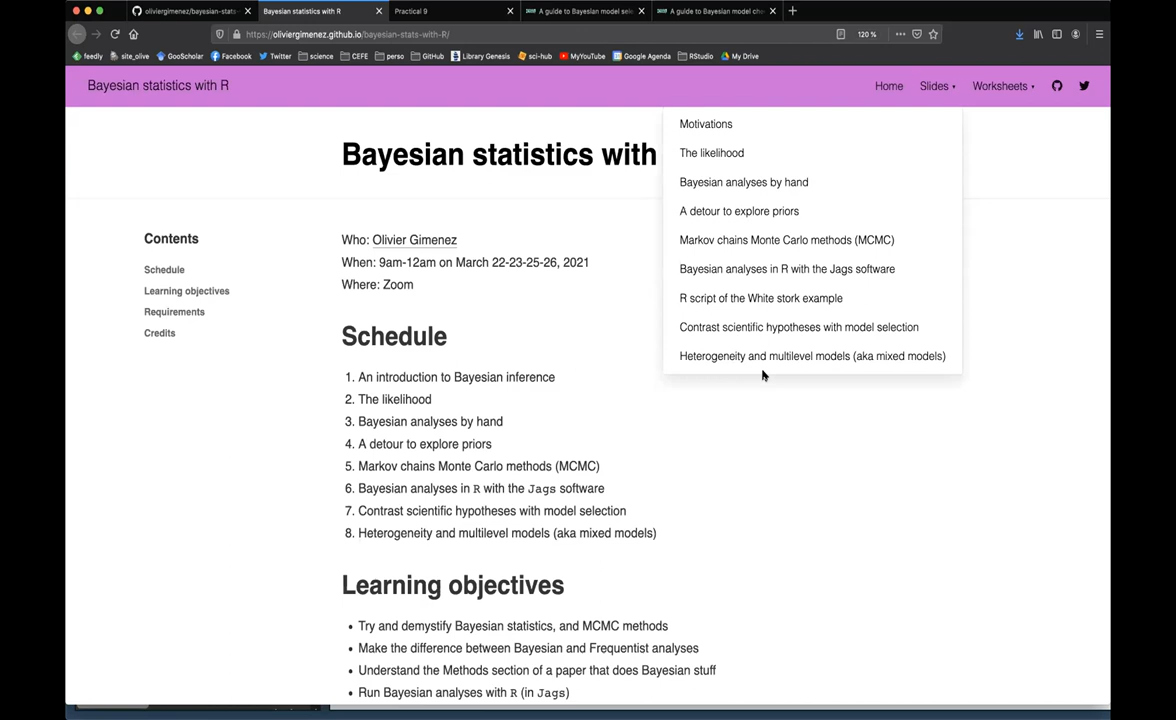 oliviergimenez/bayesian-stats-
Bayesian statistics with R
Practical 9
A guide to Bayesian model sele
A guide to Bayesian model che
https://oliviergimenez.github.io/bayesian-stats-with-R/
120 %
feedly
site_olive
GooScholar
Facebook
Twitter
science
CEFE
perso
GitHub
Library Genesis
sci-hub
MyYouTube
Google Agenda
RStudio
My Drive
Bayesian statistics with R
Home
Slides
Worksheets
Motivations
The likelihood
Bayesian analyses by hand
A detour to explore priors
Markov chains Monte Carlo methods (MCMC)
Bayesian analyses in R with the Jags software
R script of the White stork example
Contrast scientific hypotheses with model selection
Heterogeneity and multilevel models (aka mixed models)
Bayesian statistics with
Contents
Schedule
Learning objectives
Requirements
Credits
Who: Olivier Gimenez
When: 9am-12am on March 22-23-25-26, 2021
Where: Zoom
Schedule
1. An introduction to Bayesian inference
2. The likelihood
3. Bayesian analyses by hand
4. A detour to explore priors
5. Markov chains Monte Carlo methods (MCMC)
6. Bayesian analyses in R with the Jags software
7. Contrast scientific hypotheses with model selection
8. Heterogeneity and multilevel models (aka mixed models)
Learning objectives
• Try and demystify Bayesian statistics, and MCMC methods
• Make the difference between Bayesian and Frequentist analyses
• Understand the Methods section of a paper that does Bayesian stuff
• Run Bayesian analyses with R (in Jags)